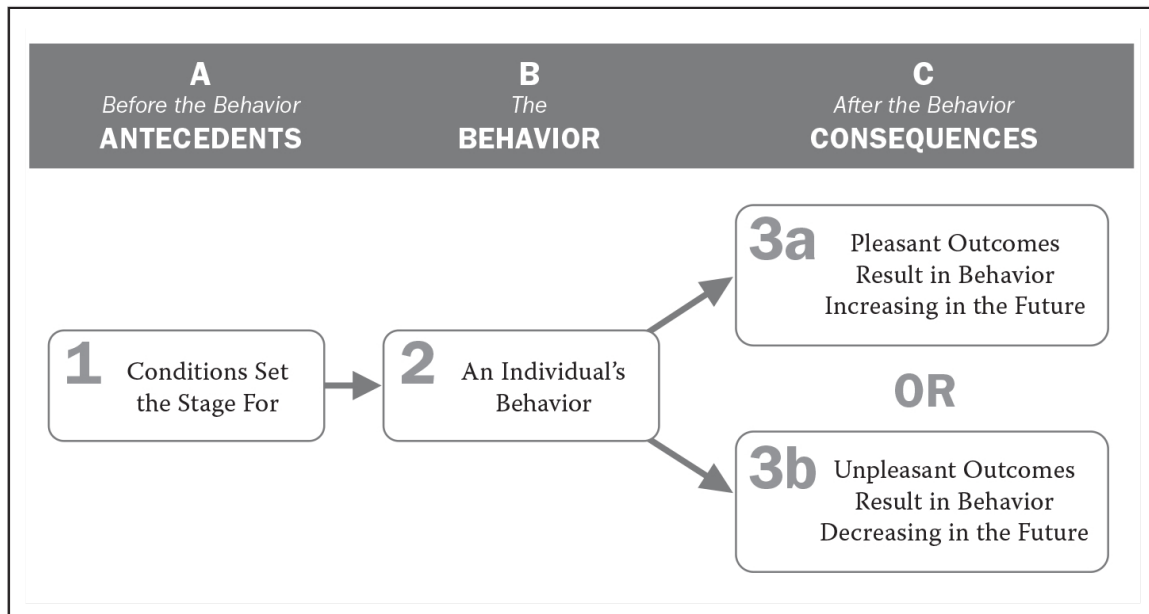 A
Before the Behavior
ANTECEDENTS
B
The
BEHAVIOR
C
After the Behavior
CONSEQUENCES
1
Conditions Set
the Stage For
2
An Individual's
Behavior
3a
Pleasant Outcomes
Result in Behavior
Increasing in the Future
OR
3b
Unpleasant Outcomes
Result in Behavior
Decreasing in the Future